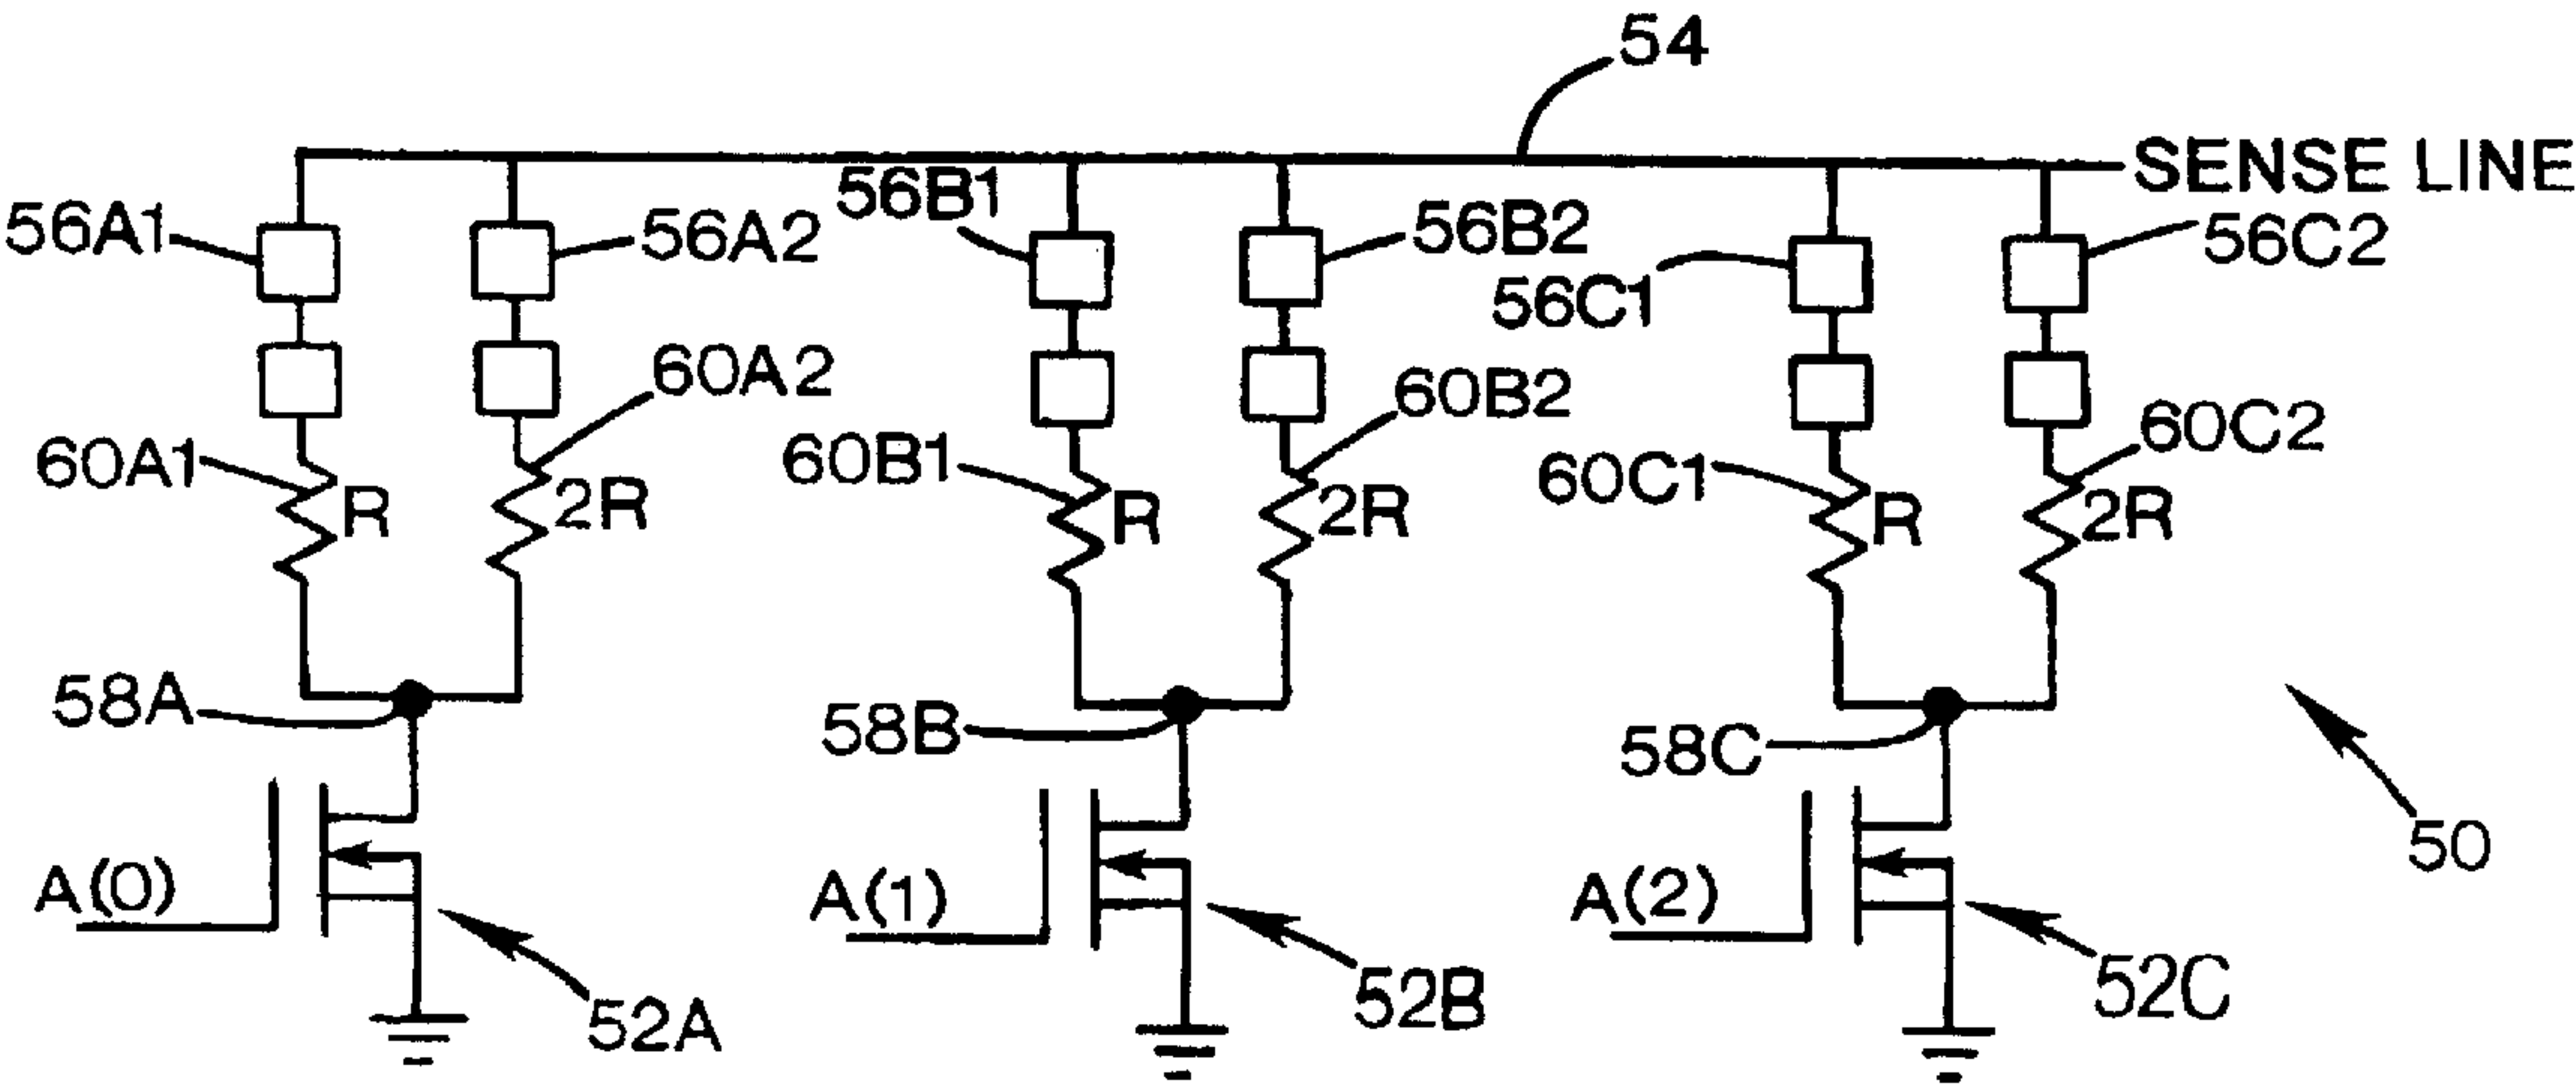 54
SENSE LINE
56A1
56A2
56B1
56B2
56C1
56C2
60A1
R
60A2
2R
60B1
R
60B2
2R
60C1
R
60C2
2R
58A
58B
58C
50
A(0)
A(1)
A(2)
52A
52B
52C